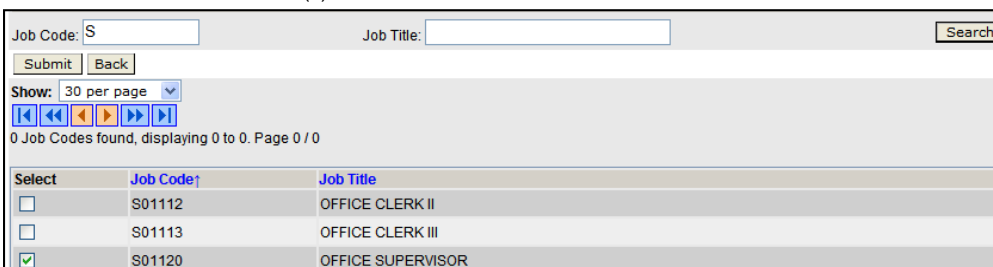 (s)
Job Code: S Job Title: Search
Submit Back
Show: 30 per page
0 Job Codes found, displaying 0 to 0. Page 0 / 0
Select Job Code↑ Job Title
S01112 OFFICE CLERK II
S01113 OFFICE CLERK III
S01120 OFFICE SUPERVISOR